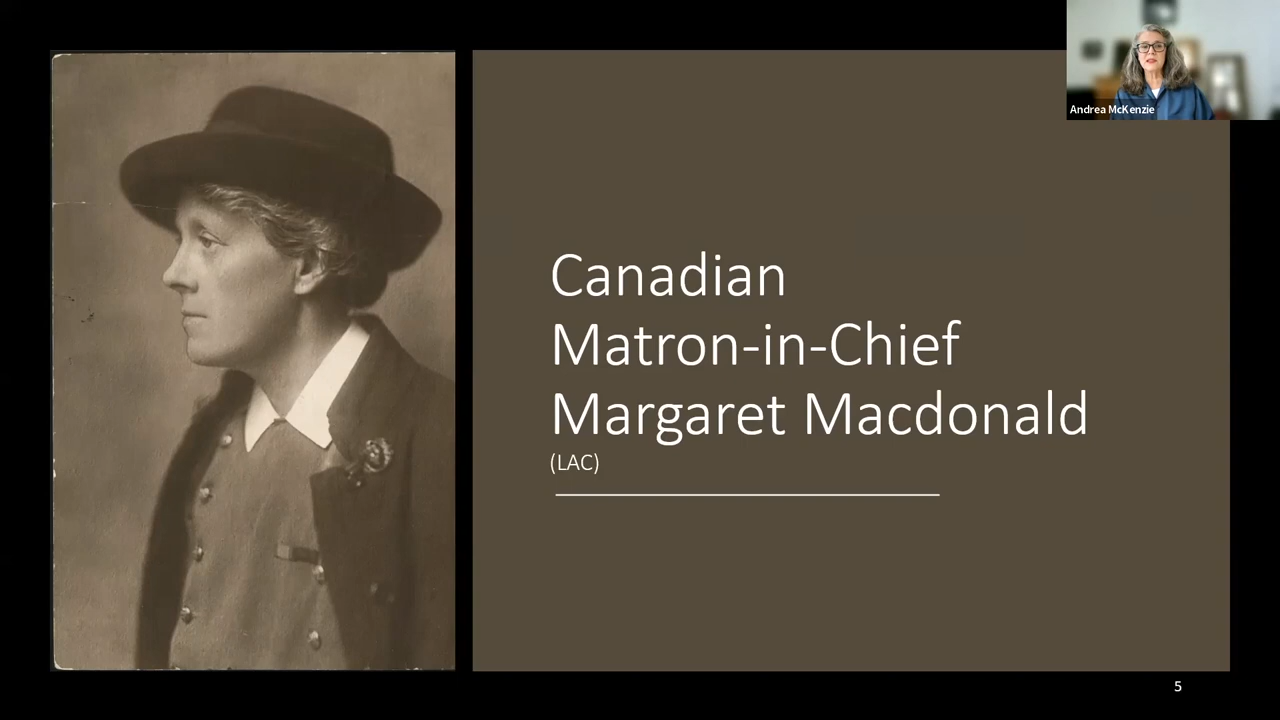 Andrea McKenzie
Canadian
Matron-in-Chief
Margaret Macdonald
(LAC)
5